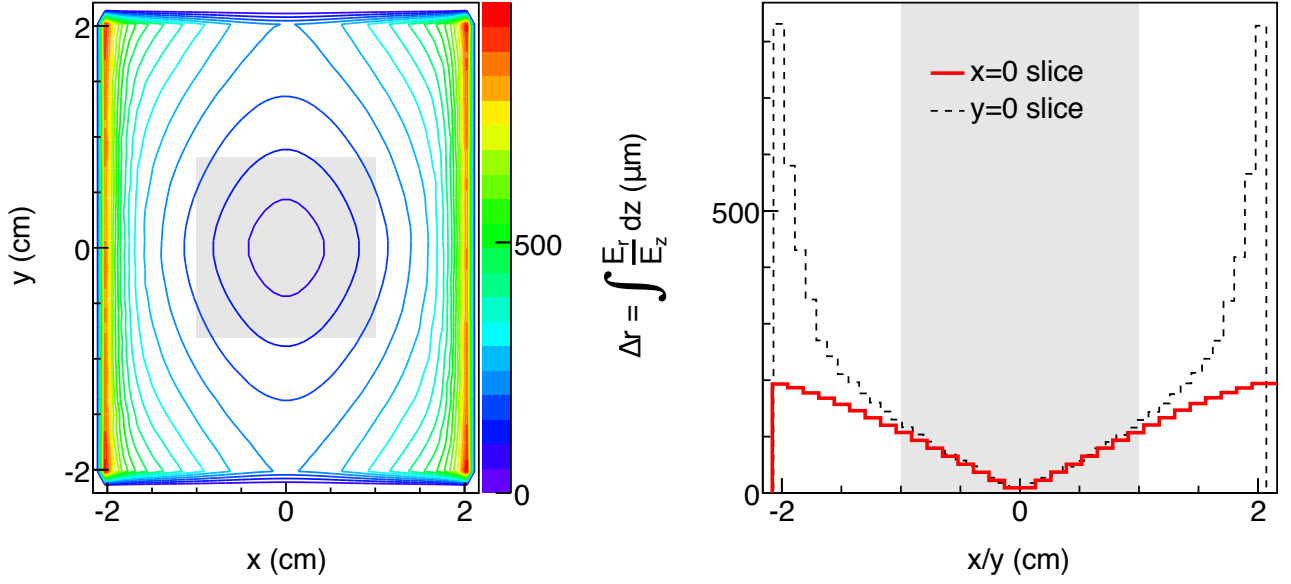 2
0
-2
y (cm)
-2
0
2
x (cm)
500
0
Δr = ∫ E_r/E_z dz (μm)
x=0 slice
y=0 slice
500
0
-2
0
2
x/y (cm)